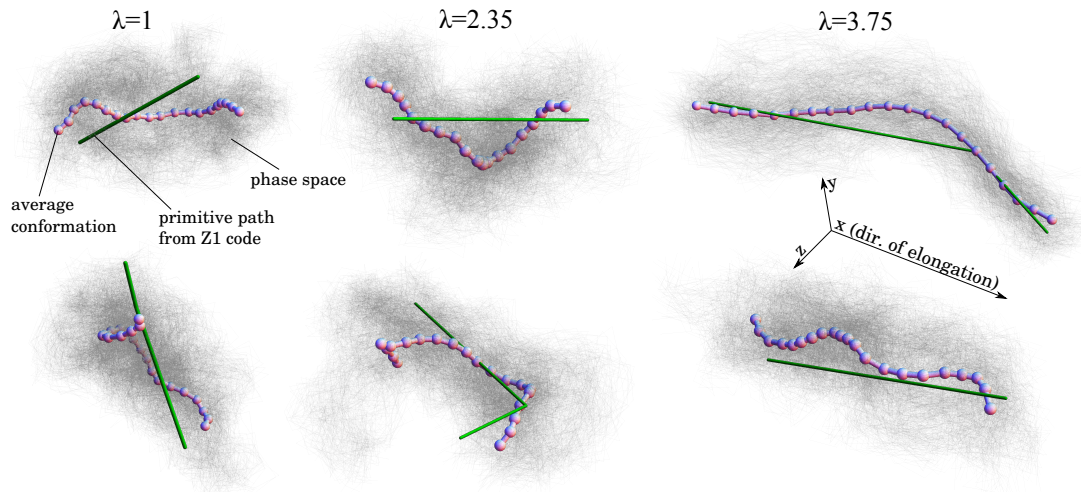 λ=1
λ=2.35
λ=3.75
average
conformation
primitive path
from Z1 code
phase space
y
x (dir. of elongation)
z